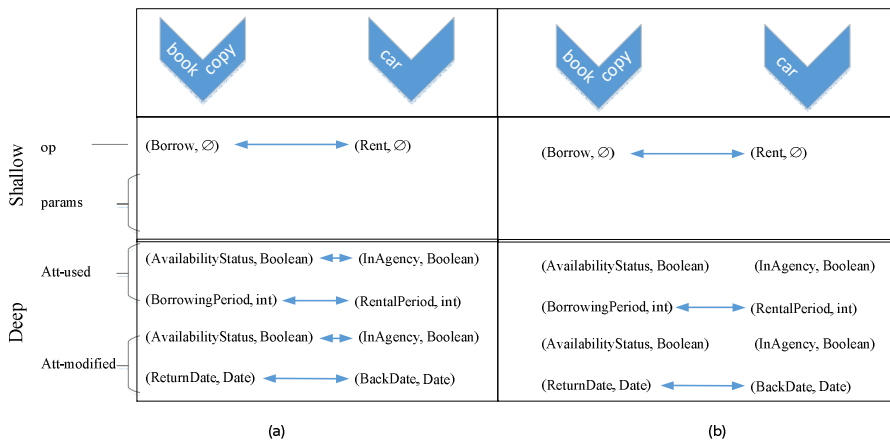 book copy
car
book copy
car
Shallow
op
(Borrow, ∅)
(Rent, ∅)
(Borrow, ∅)
(Rent, ∅)
params
Deep
Att-used
(AvailabilityStatus, Boolean)
(InAgency, Boolean)
(AvailabilityStatus, Boolean)
(InAgency, Boolean)
(BorrowingPeriod, int)
(RentalPeriod, int)
(BorrowingPeriod, int)
(RentalPeriod, int)
Att-modified
(AvailabilityStatus, Boolean)
(InAgency, Boolean)
(AvailabilityStatus, Boolean)
(InAgency, Boolean)
(ReturnDate, Date)
(BackDate, Date)
(ReturnDate, Date)
(BackDate, Date)
(a)
(b)